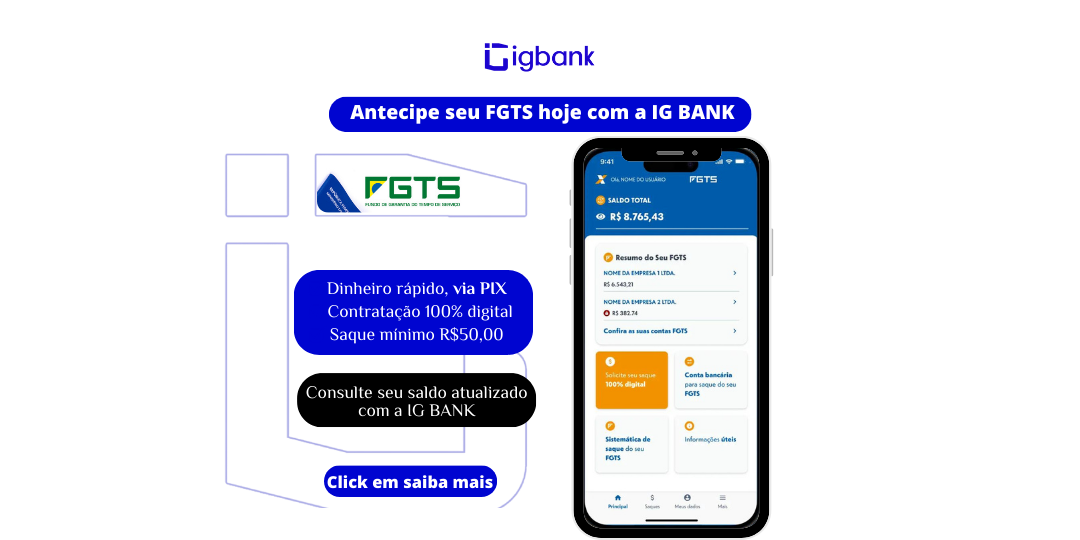 igbank
Antecipe seu FGTS hoje com a IG BANK
FGTS
FUNDO DE GARANTIA DO TEMPO DE SERVIÇO
Dinheiro rápido, via PIX
Contratação 100% digital
Saque mínimo R$50,00
Consulte seu saldo atualizado
com a IG BANK
Click em saiba mais
9:41
Olá, NOME DO USUÁRIO
FGTS
SALDO TOTAL
R$ 8.765,43
Resumo do Seu FGTS
NOME DA EMPRESA 1 LTDA.
R$ 6.543,21
NOME DA EMPRESA 2 LTDA.
R$ 382.74
Confira as suas contas FGTS
Solicite seu saque
100% digital
Conta bancária
para saque do seu
FGTS
Sistemática de
saque do seu
FGTS
Informações úteis
Principal
Saques
Meus dados
Mais